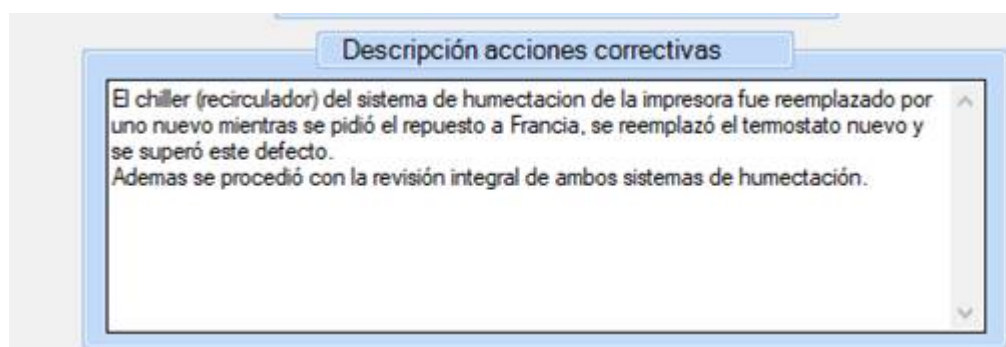 Descripción acciones correctivas
El chiller (recirculador) del sistema de humectacion de la impresora fue reemplazado por
uno nuevo mientras se pidió el repuesto a Francia, se reemplazó el termostato nuevo y
se superó este defecto.
Ademas se procedió con la revisión integral de ambos sistemas de humectación.